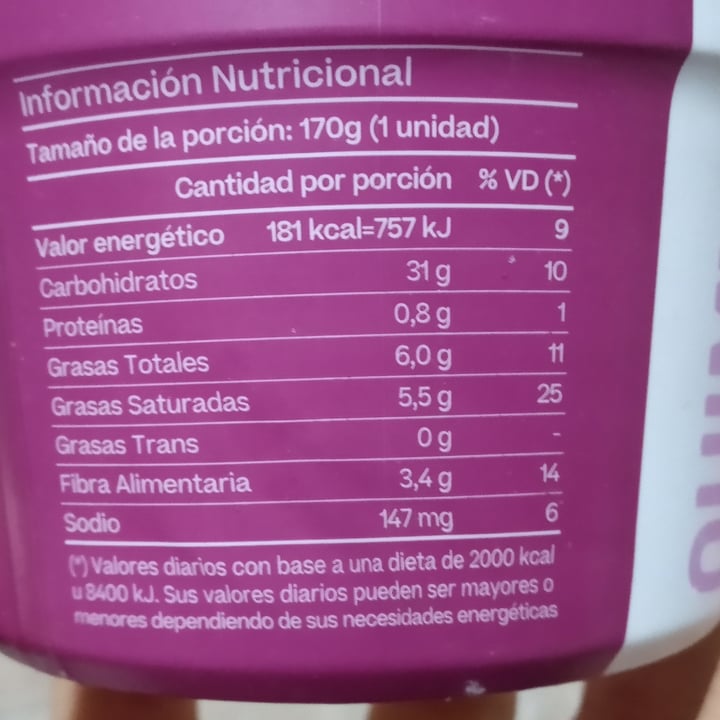 Información Nutricional
Tamaño de la porción: 170g (1 unidad)
Cantidad por porción % VD (*)
Valor energético 181 kcal=757 kJ 9
Carbohidratos 31 g 10
Proteínas 0,8 g 1
Grasas Totales 6,0 g 11
Grasas Saturadas 5,5 g 25
Grasas Trans 0 g -
Fibra Alimentaria 3,4 g 14
Sodio 147 mg 6
(*) Valores diarios con base a una dieta de 2000 kcal
u 8400 kJ. Sus valores diarios pueden ser mayores o
menores dependiendo de sus necesidades energéticas